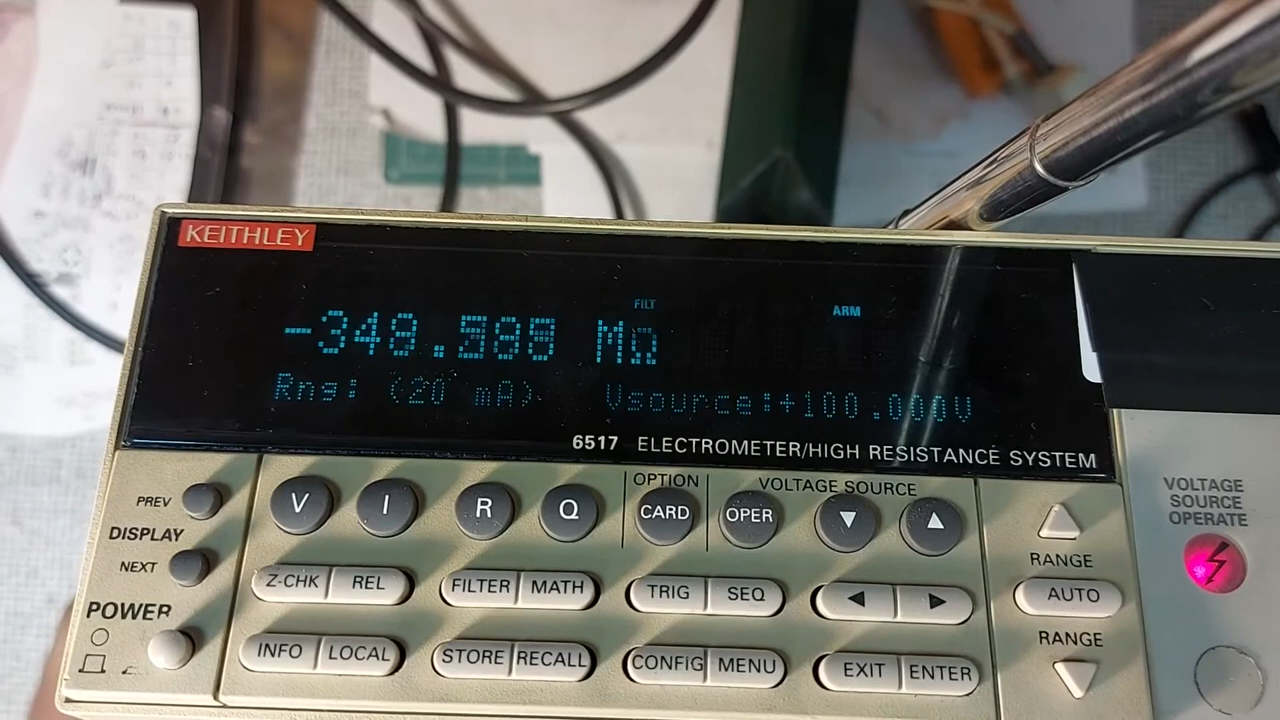 KEITHLEY
FILT ARM
MΩ
Rng: (20 mA) Vsource:+100.000V
6517 ELECTROMETER/HIGH RESISTANCE SYSTEM
OPTION VOLTAGE SOURCE
PREV V I R Q CARD OPER ▼ ▲
DISPLAY
NEXT
Z-CHK REL FILTER MATH TRIG SEQ ◀ ▶
POWER
INFO LOCAL STORE RECALL CONFIG MENU EXIT ENTER
RANGE
AUTO
RANGE
VOLTAGE
SOURCE
OPERATE